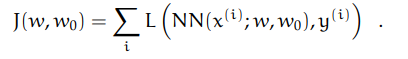 J(w, w₀) = ∑ᵢ L (NN(x⁽ⁱ⁾; w, w₀), y⁽ⁱ⁾) .